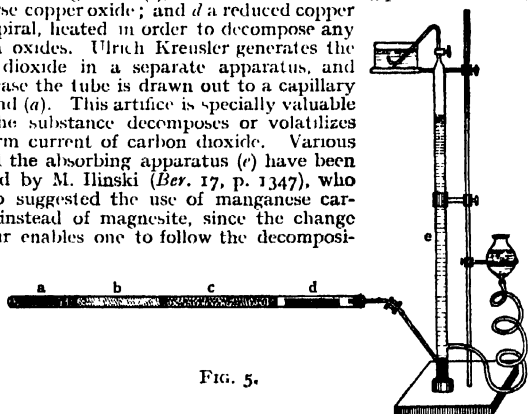 se copper oxide; and d a reduced copper
piral, heated in order to decompose any
oxides. Ulrich Kreusler generates the
dioxide in a separate apparatus, and
ase the tube is drawn out to a capillary
nd (a). This artifice is specially valuable
ne substance decomposes or volatilizes
rm current of carbon dioxide. Various
the absorbing apparatus (e) have been
d by M. Ilinski (Ber. 17, p. 1347), who
o suggested the use of manganese car-
instead of magnesite, since the change
ur enables one to follow the decomposi-
e
a b c d
FIG. 5.